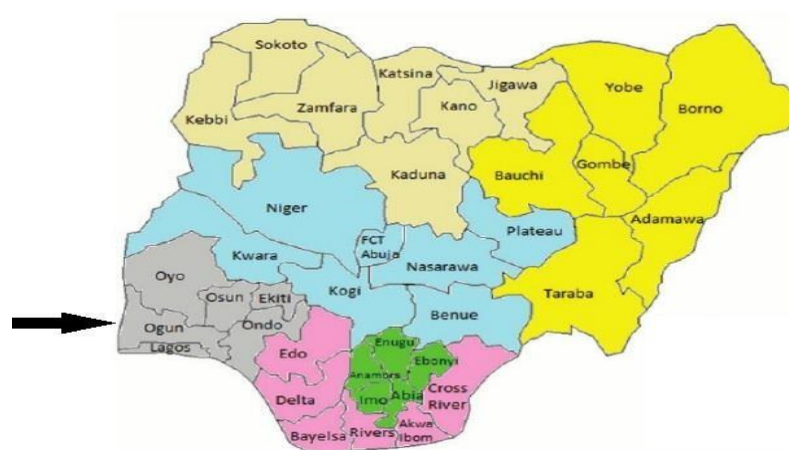 Sokoto
Katsina
Jigawa
Yobe
Borno
Kebbi
Zamfara
Kano
Kaduna
Bauchi
Gombe
Adamawa
Niger
Plateau
FCT
Abuja
Kwara
Nasarawa
Oyo
Kogi
Taraba
Osun
Ekiti
Benue
Ogun
Ondo
Lagos
Edo
Enugu
Ebonyi
Anambra
Delta
Imo
Abia
Cross
River
Bayelsa
Rivers
Akwa
Ibom